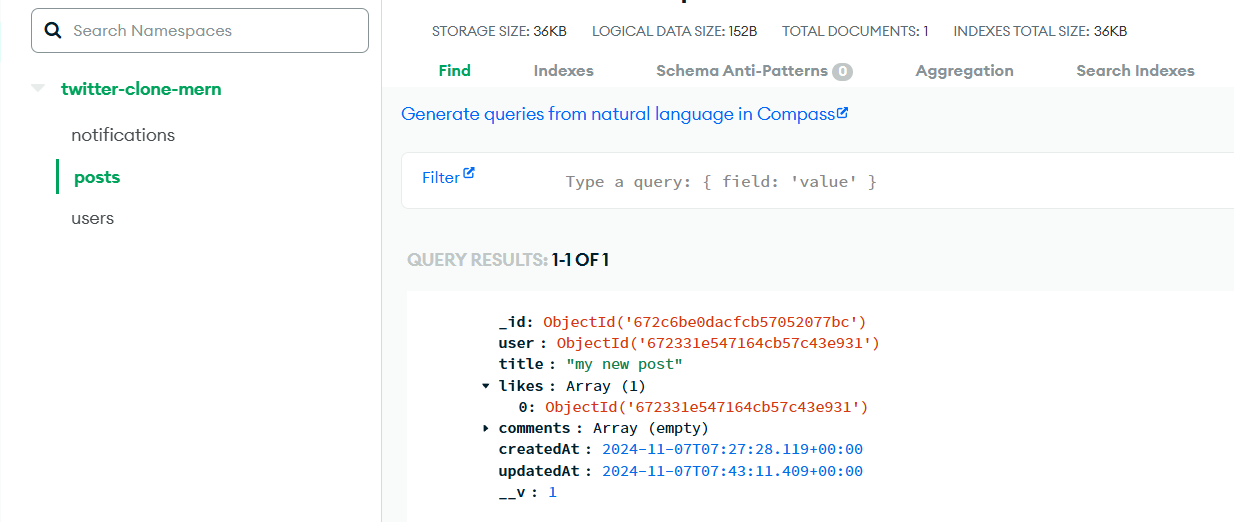 Search Namespaces
twitter-clone-mern
notifications
posts
users
STORAGE SIZE: 36KB LOGICAL DATA SIZE: 152B TOTAL DOCUMENTS: 1 INDEXES TOTAL SIZE: 36KB
Find Indexes Schema Anti-Patterns 0 Aggregation Search Indexes
Generate queries from natural language in Compass
Filter Type a query: { field: 'value' }
QUERY RESULTS: 1-1 OF 1
_id: ObjectId('672c6be0dacfcb57052077bc')
user : ObjectId('672331e547164cb57c43e931')
title : "my new post"
likes : Array (1)
0: ObjectId('672331e547164cb57c43e931')
comments : Array (empty)
createdAt : 2024-11-07T07:27:28.119+00:00
updatedAt : 2024-11-07T07:43:11.409+00:00
__v : 1